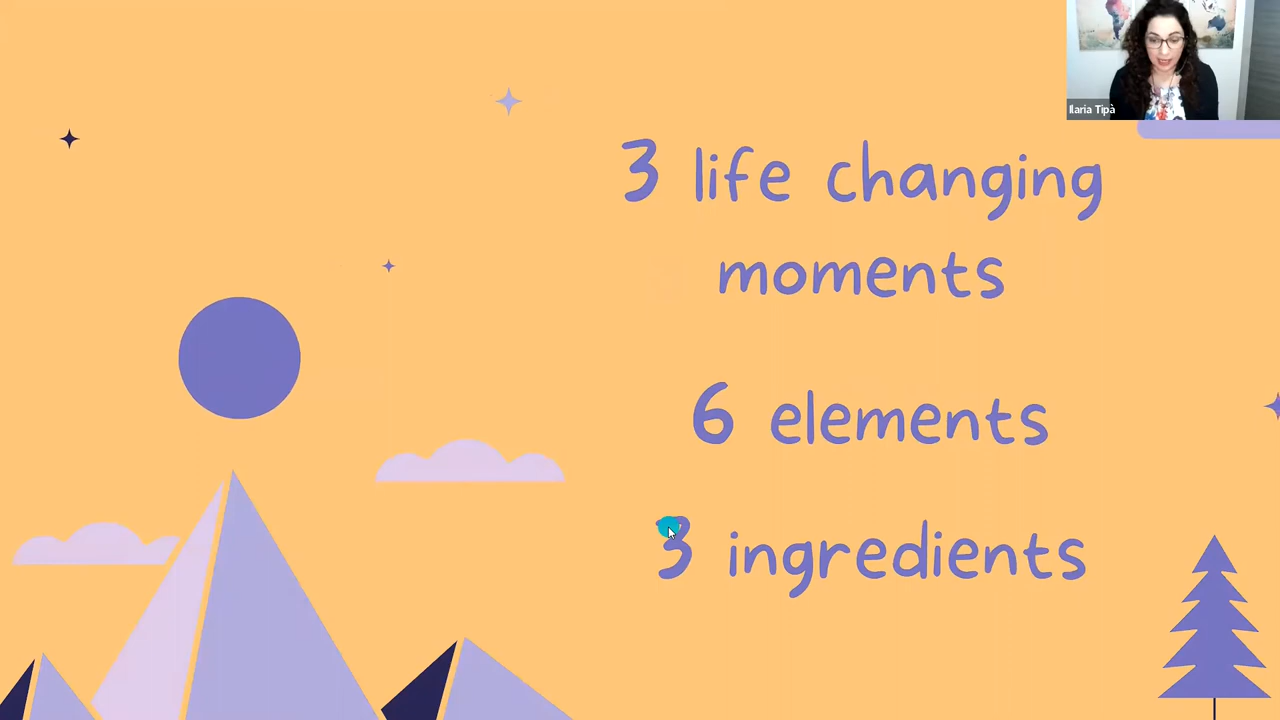 Ilaria Tipà
3 life changing
moments
6 elements
3 ingredients